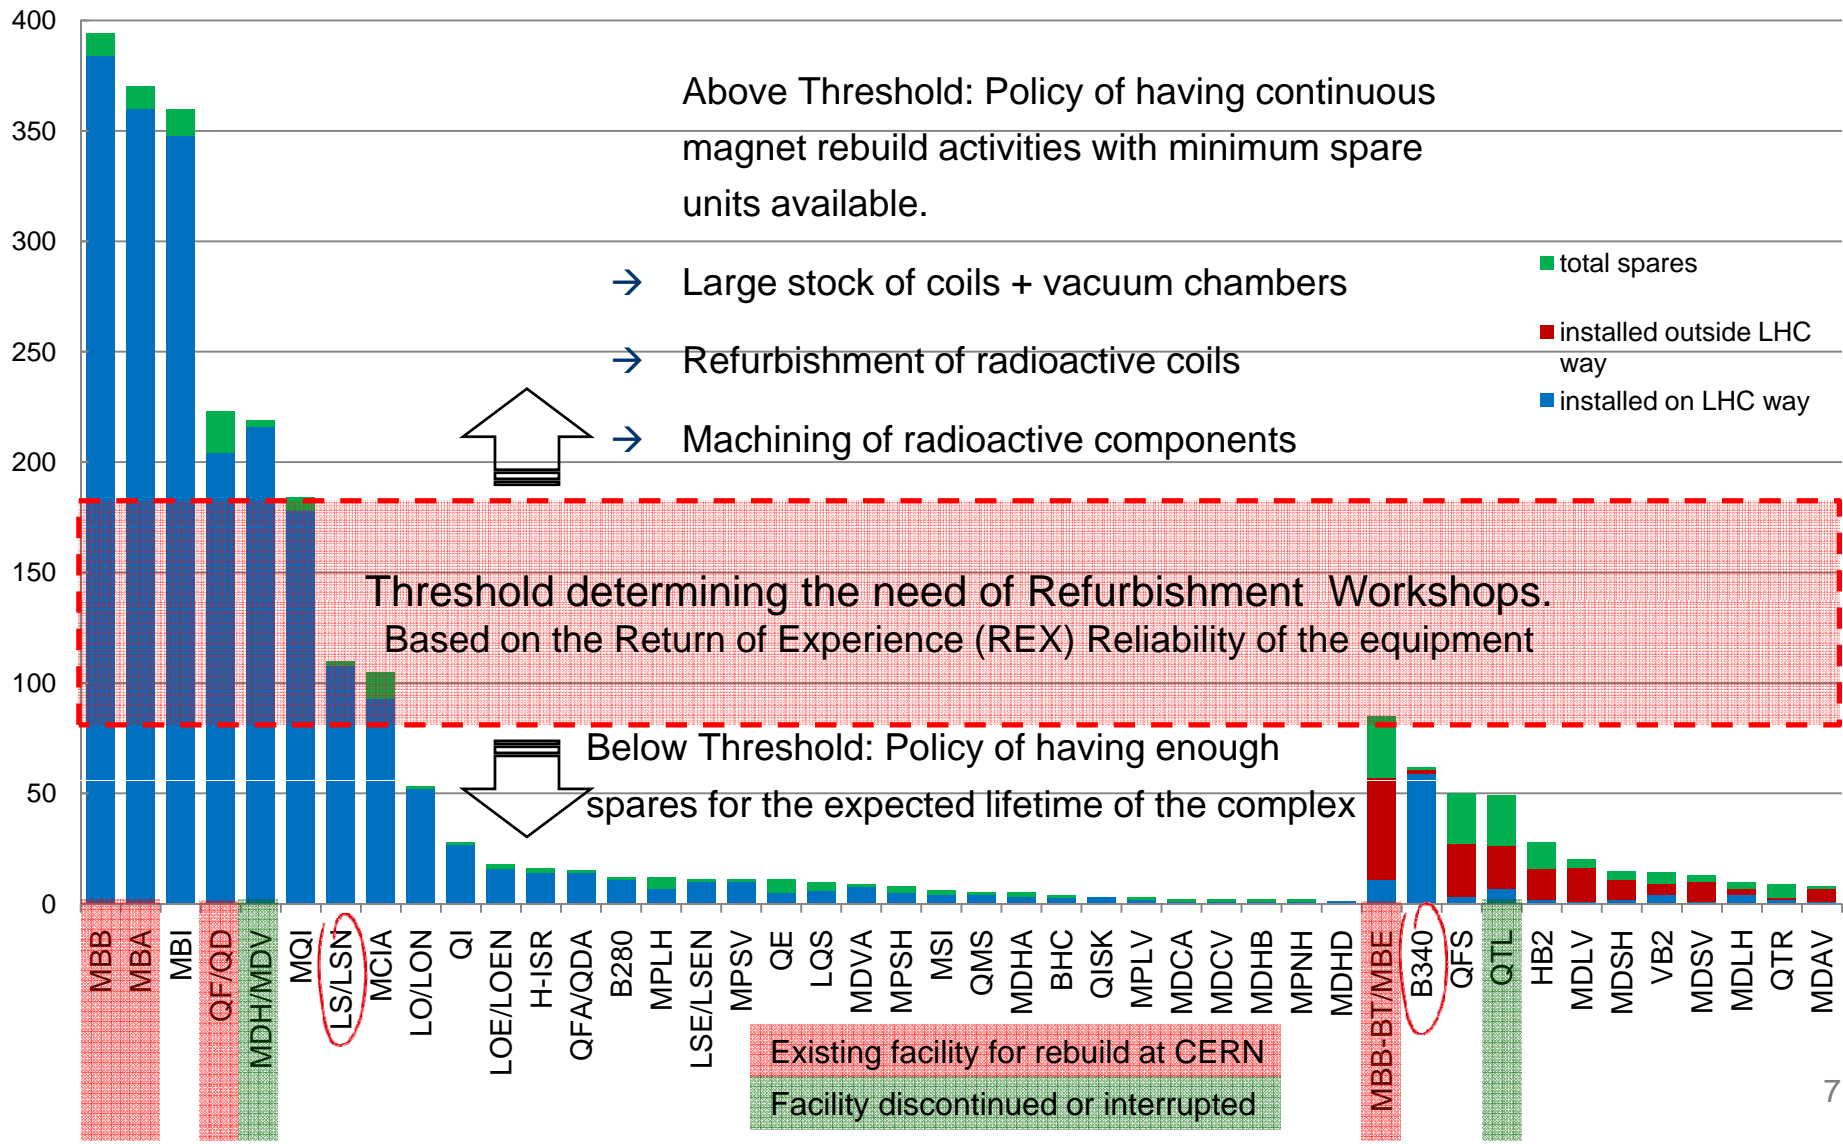 400
350
300
250
200
150
100
50
0
Above Threshold: Policy of having continuous
magnet rebuild activities with minimum spare
units available.
→ Large stock of coils + vacuum chambers
→ Refurbishment of radioactive coils
→ Machining of radioactive components
total spares
installed outside LHC
way
installed on LHC way
Threshold determining the need of Refurbishment Workshops.
Based on the Return of Experience (REX) Reliability of the equipment
Below Threshold: Policy of having enough
spares for the expected lifetime of the complex
MBB
MBA
MBI
QF/QD
MDH/MDV
MQI
LS/LSN
MCIA
LO/LON
QI
LOE/LOEN
H-ISR
QFA/QDA
B280
MPLH
LSE/LSEN
MPSV
QE
LQS
MDVA
MPSH
MSI
QMS
MDHA
BHC
QISK
MPLV
MDCA
MDCV
MDHB
MPNH
MDHD
MBB-BT/MBE
B340
QFS
QTL
HB2
MDLV
MDSH
VB2
MDSV
MDLH
QTR
MDAV
Existing facility for rebuild at CERN
Facility discontinued or interrupted
7